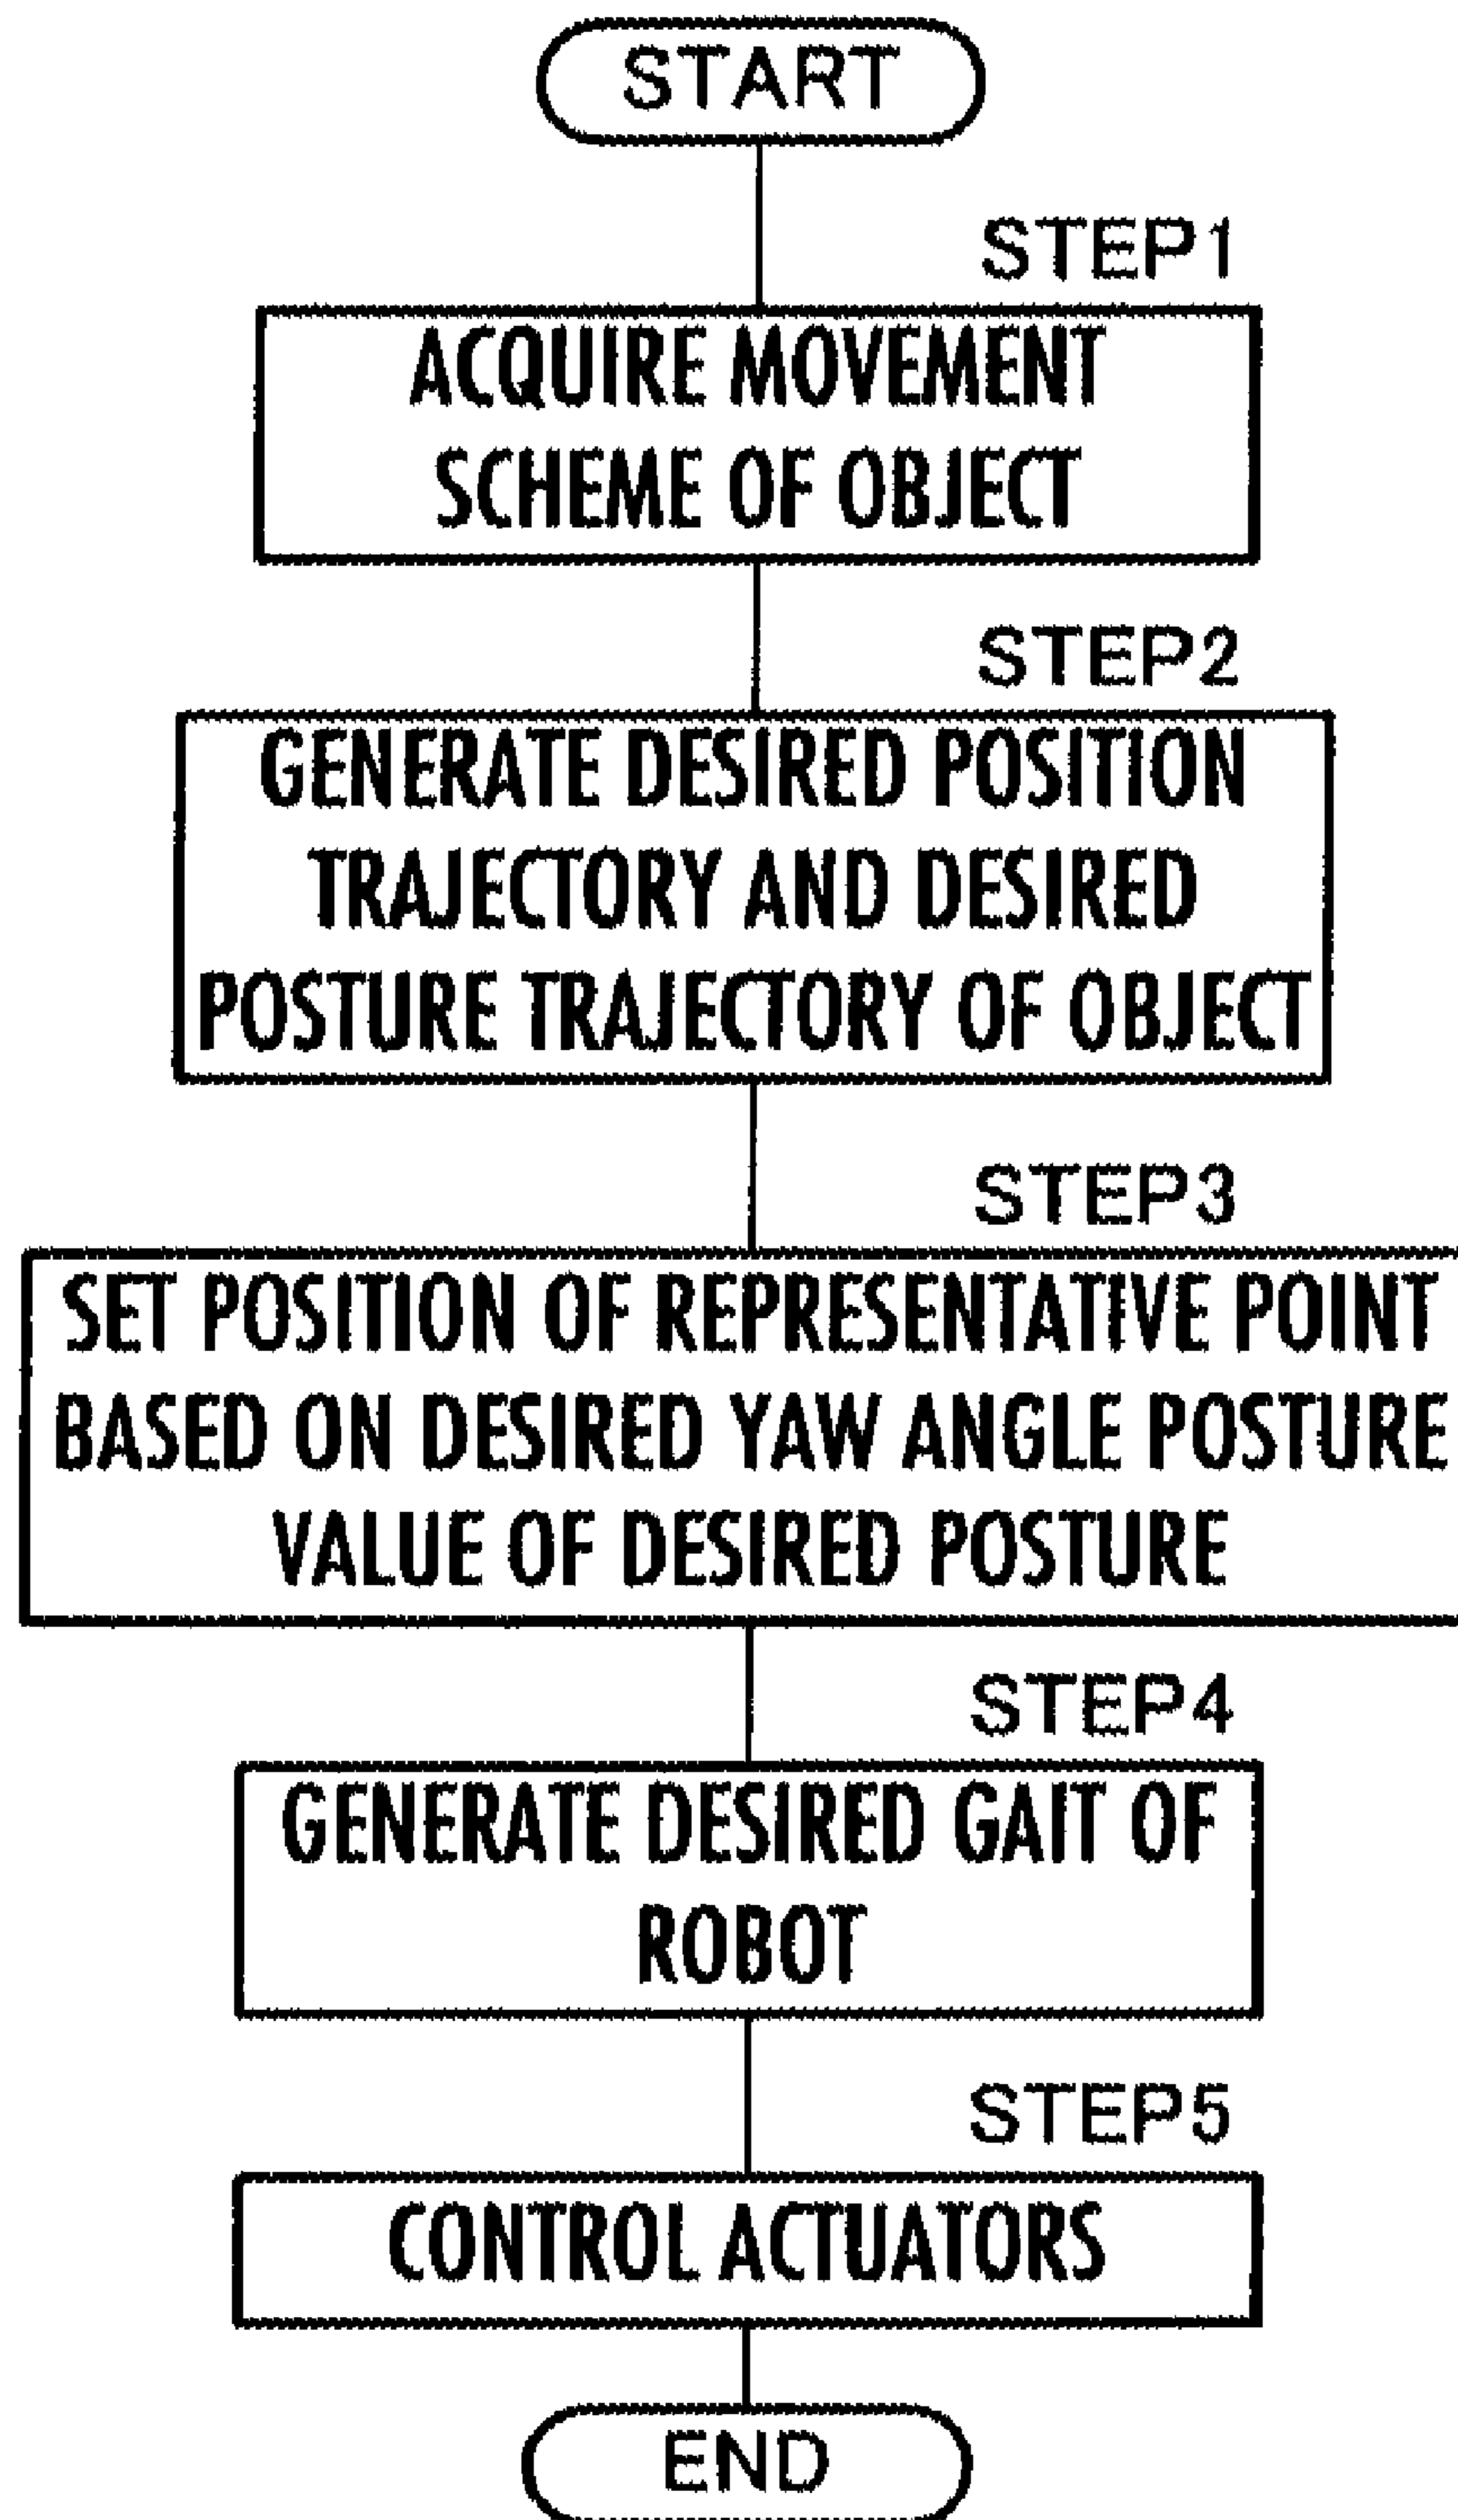 START
STEP1
ACQUIRE MOVEMENT
SCHEME OF OBJECT
STEP2
GENERATE DESIRED POSITION
TRAJECTORY AND DESIRED
POSTURE TRAJECTORY OF OBJECT
STEP3
SET POSITION OF REPRESENTATIVE POINT
BASED ON DESIRED YAW ANGLE POSTURE
VALUE OF DESIRED POSTURE
STEP4
GENERATE DESIRED GAIT OF
ROBOT
STEP5
CONTROL ACTUATORS
END